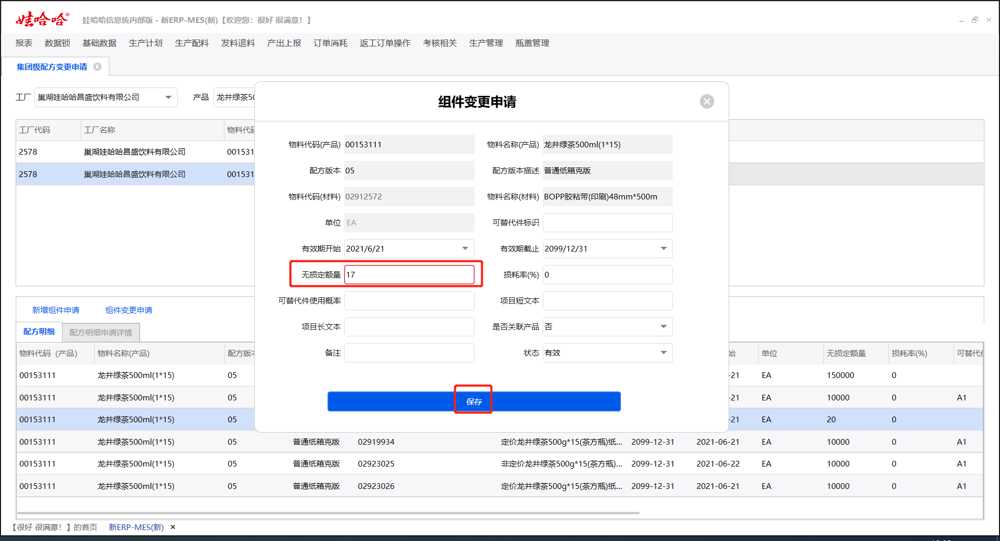 娃哈哈®
娃哈哈信息统内部版 - 新ERP-MES(新)【欢迎您：很好 很满意！】
报表 数据锁 基础数据 生产计划 生产配料 发料退料 产出上报 订单消耗 返工订单操作 考核相关 生产管理 瓶盖管理
集团级配方变更申请
工厂 巢湖娃哈哈昌盛饮料有限公司 产品 龙井绿茶50
工厂代码 工厂名称 物料代码
2578 巢湖娃哈哈昌盛饮料有限公司 001531
2578 巢湖娃哈哈昌盛饮料有限公司 001531
组件变更申请
物料代码(产品) 00153111 物料名称(产品) 龙井绿茶500ml(1*15)
配方版本 05 配方版本描述 普通纸箱克版
物料代码(材料) 02912572 物料名称(材料) BOPP胶粘带(印刷)48mm*500m
单位 EA 可替代件标识
有效期开始 2021/6/21 有效期截止 2099/12/31
无损定额量 17 损耗率(%) 0
可替代件使用概率 项目短文本
项目长文本 是否关联产品 否
备注 状态 有效
保存
新增组件申请 组件变更申请
配方明细 配方明细申请详情
物料代码（产品） 物料名称(产品) 配方版本 始 单位 无损定额量 损耗率(%) 可替代件
00153111 龙井绿茶500ml(1*15) 05 -21 EA 150000 0
00153111 龙井绿茶500ml(1*15) 05 -21 EA 10000 0 A1
00153111 龙井绿茶500ml(1*15) 05 -21 EA 20 0
00153111 龙井绿茶500ml(1*15) 05 普通纸箱克版 02919934 定价龙井绿茶500g*15(茶方瓶)纸... 2099-12-31 2021-06-21 EA 10000 0 A1
00153111 龙井绿茶500ml(1*15) 05 普通纸箱克版 02923025 非定价龙井绿茶500g*15(茶方瓶)... 2099-12-31 2021-06-22 EA 10000 0 A1
00153111 龙井绿茶500ml(1*15) 05 普通纸箱克版 02923026 定价龙井绿茶500g*15(茶方瓶)纸... 2099-12-31 2021-06-21 EA 10000 0 A1
【很好 很满意！】的首页 新ERP-MES(新)